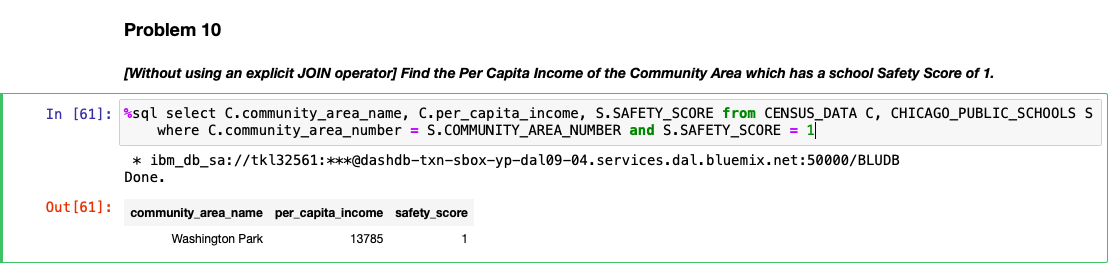 Problem 10
[Without using an explicit JOIN operator] Find the Per Capita Income of the Community Area which has a school Safety Score of 1.
In [61]: %sql select C.community_area_name, C.per_capita_income, S.SAFETY_SCORE from CENSUS_DATA C, CHICAGO_PUBLIC_SCHOOLS S
where C.community_area_number = S.COMMUNITY_AREA_NUMBER and S.SAFETY_SCORE = 1
* ibm_db_sa://tkl32561:***@dashdb-txn-sbox-yp-dal09-04.services.dal.bluemix.net:50000/BLUDB
Done.
Out[61]: community_area_name per_capita_income safety_score
Washington Park 13785 1